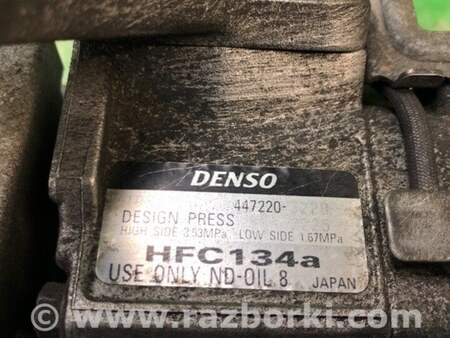 DENSO
447220-
DESIGN PRESS
HIGH SIDE 3.53MPa LOW SIDE 1.67MPa
HFC134a
USE ONLY ND-OIL 8 JAPAN
www.razborki.com